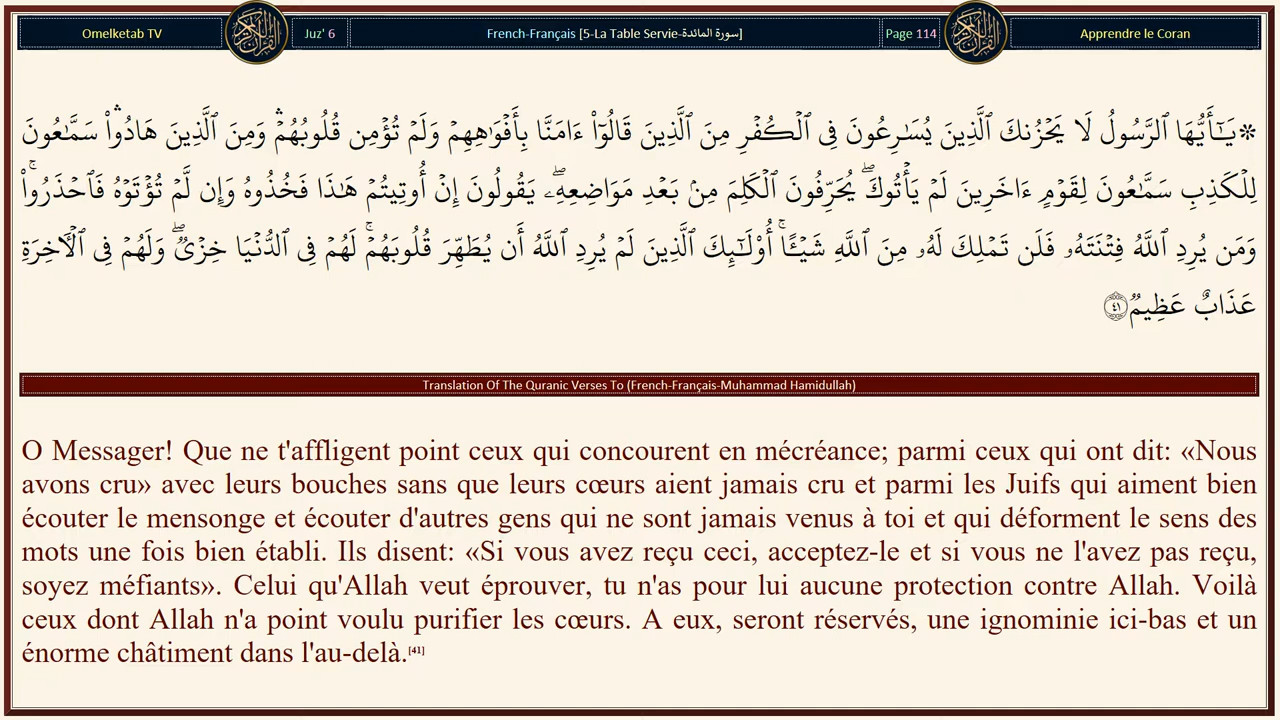 Omelketab TV
Juz' 6
French-Français [5-La Table Servie-سورة المائدة]
Page 114
Apprendre le Coran
۞ يَـٰٓأَيُّهَا ٱلرَّسُولُ لَا يَحْزُنكَ ٱلَّذِينَ يُسَـٰرِعُونَ فِى ٱلْكُفْرِ مِنَ ٱلَّذِينَ قَالُوٓا۟ ءَامَنَّا بِأَفْوَٰهِهِمْ وَلَمْ تُؤْمِن قُلُوبُهُمْ ۛ وَمِنَ ٱلَّذِينَ هَادُوا۟ ۛ سَمَّـٰعُونَ
لِلْكَذِبِ سَمَّـٰعُونَ لِقَوْمٍ ءَاخَرِينَ لَمْ يَأْتُوكَ ۖ يُحَرِّفُونَ ٱلْكَلِمَ مِنۢ بَعْدِ مَوَاضِعِهِۦ ۖ يَقُولُونَ إِنْ أُوتِيتُمْ هَـٰذَا فَخُذُوهُ وَإِن لَّمْ تُؤْتَوْهُ فَٱحْذَرُوا۟ ۚ
وَمَن يُرِدِ ٱللَّهُ فِتْنَتَهُۥ فَلَن تَمْلِكَ لَهُۥ مِنَ ٱللَّهِ شَيْـًٔا ۚ أُو۟لَـٰٓئِكَ ٱلَّذِينَ لَمْ يُرِدِ ٱللَّهُ أَن يُطَهِّرَ قُلُوبَهُمْ ۚ لَهُمْ فِى ٱلدُّنْيَا خِزْىٌ ۖ وَلَهُمْ فِى ٱلْـَٔاخِرَةِ
عَذَابٌ عَظِيمٌ ٤١
Translation Of The Quranic Verses To (French-Français-Muhammad Hamidullah)
O Messager! Que ne t'affligent point ceux qui concourent en mécréance; parmi ceux qui ont dit: «Nous
avons cru» avec leurs bouches sans que leurs cœurs aient jamais cru et parmi les Juifs qui aiment bien
écouter le mensonge et écouter d'autres gens qui ne sont jamais venus à toi et qui déforment le sens des
mots une fois bien établi. Ils disent: «Si vous avez reçu ceci, acceptez-le et si vous ne l'avez pas reçu,
soyez méfiants». Celui qu'Allah veut éprouver, tu n'as pour lui aucune protection contre Allah. Voilà
ceux dont Allah n'a point voulu purifier les cœurs. A eux, seront réservés, une ignominie ici-bas et un
énorme châtiment dans l'au-delà.[41]